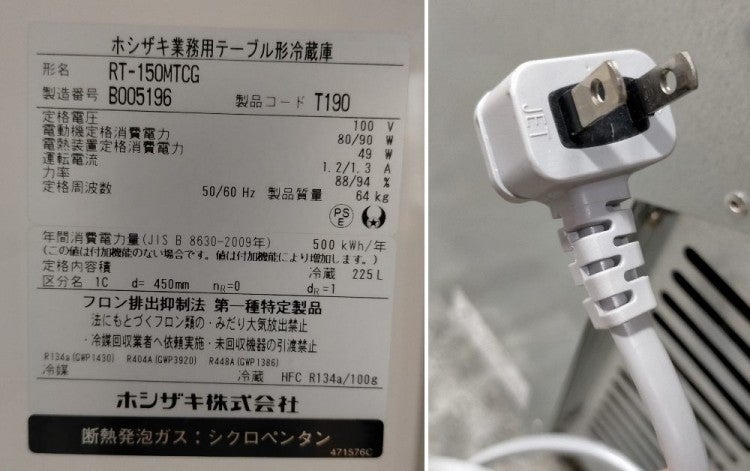 ホシザキ業務用テーブル形冷蔵庫
形名 RT-150MTCG
製造番号 B005196 製品コード T190
定格電圧 100 V
電動機定格消費電力 80/90 W
電熱装置定格消費電力 49 W
運転電流 1.2/1.3 A
力率 88/94 %
定格周波数 50/60 Hz 製品質量 64 kg
PS E
年間消費電力量(JIS B 8630-2009年) 500 kWh/年
(この値は付加機能のない場合です。値は付加機能により増加します。)
定格内容積 冷蔵 225 L
区分名 1C d= 450mm nR=0 dR=1
フロン排出抑制法 第一種特定製品
法にもとづくフロン類の・みだり大気放出禁止
・冷媒回収業者へ依頼実施・未回収機器の引渡禁止
R134a(GWP1430) R404A(GWP3920) R448A(GWP1386)
冷媒 冷蔵 HFC R134a/100g
ホシザキ株式会社
断熱発泡ガス:シクロペンタン
471576C
JET